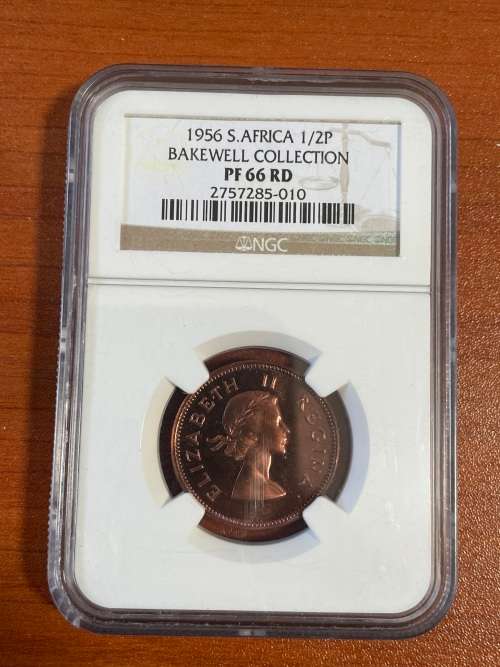 1956 S.AFRICA 1/2P
BAKEWELL COLLECTION
PF 66 RD
2757285-010
NGC
ELIZABETH II REGINA